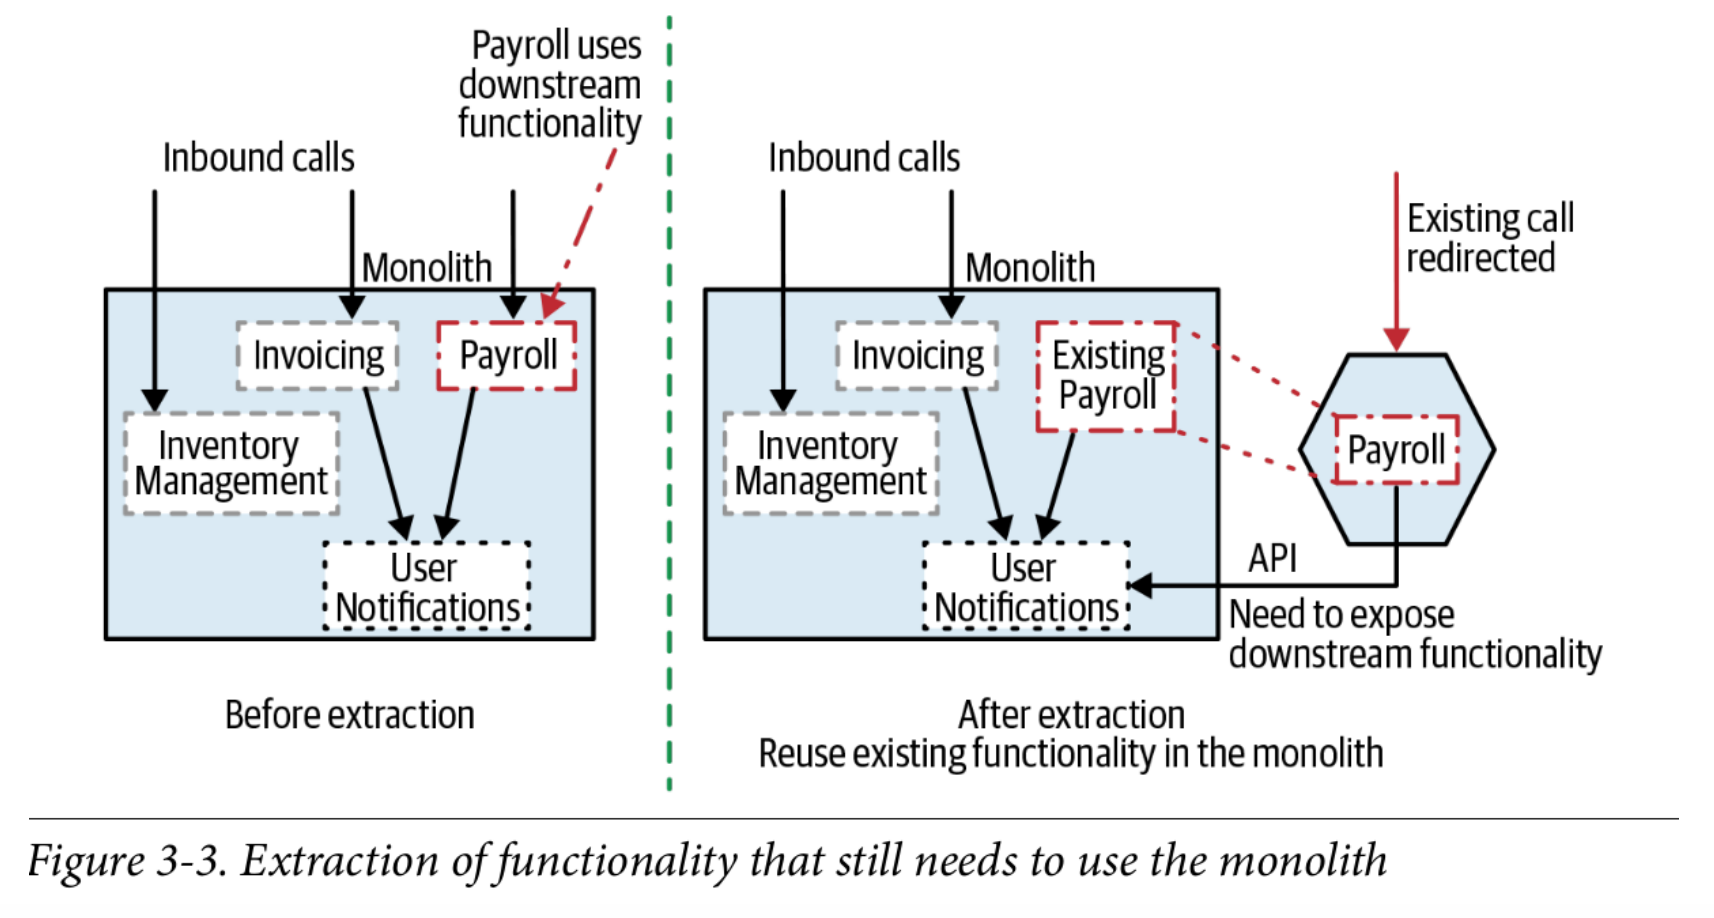 Payroll uses
downstream
functionality
Inbound calls
Monolith
Invoicing
Payroll
Inventory
Management
User
Notifications
Before extraction
Inbound calls
Monolith
Existing call
redirected
Invoicing
Existing
Payroll
Payroll
Inventory
Management
User
Notifications
API
Need to expose
downstream functionality
After extraction
Reuse existing functionality in the monolith
Figure 3-3. Extraction of functionality that still needs to use the monolith